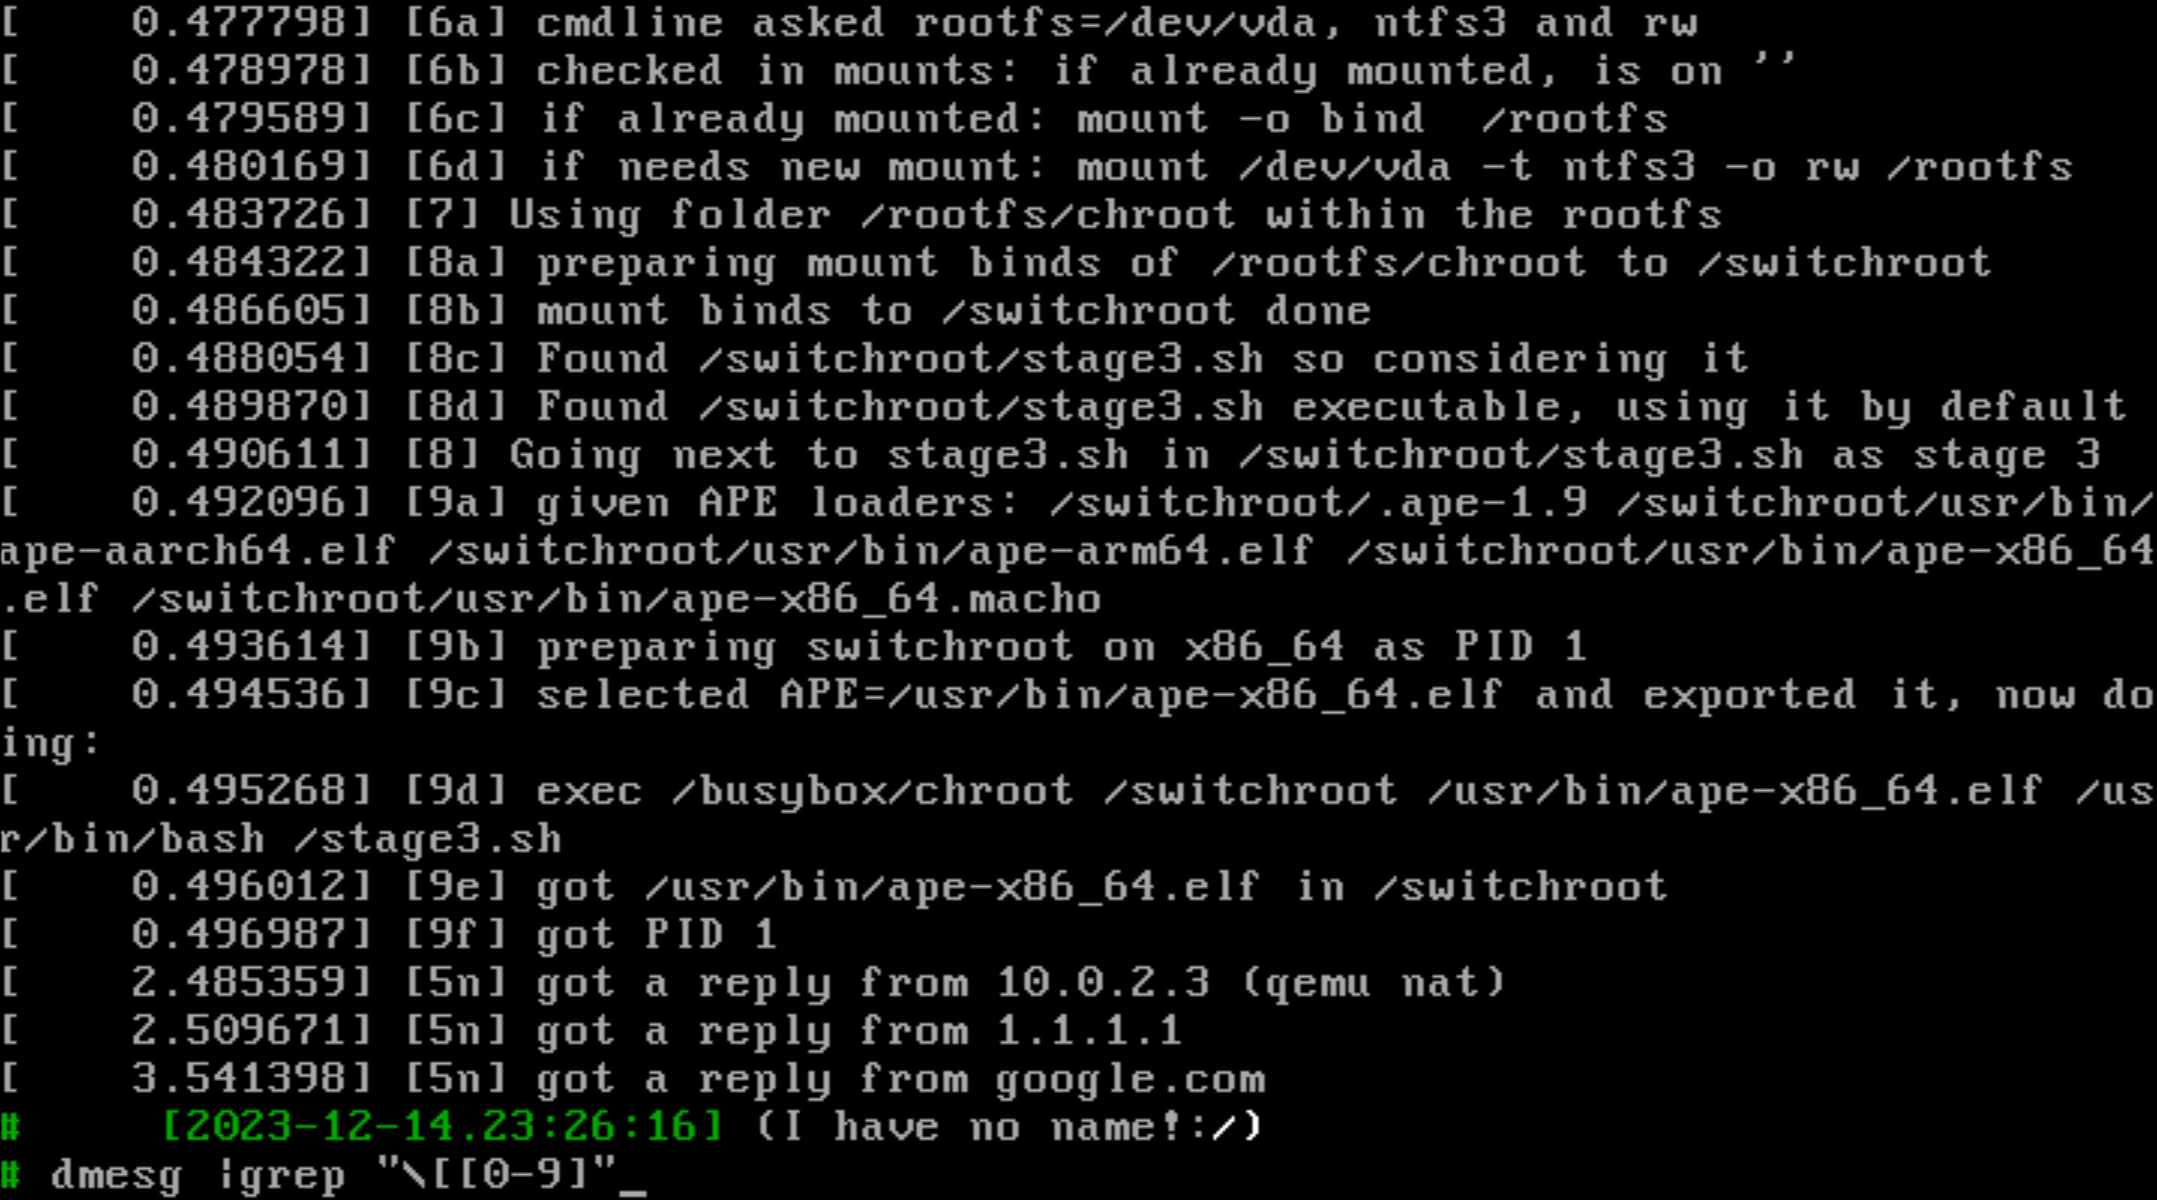 [    0.477798] [6a] cmdline asked rootfs=/dev/vda, ntfs3 and rw
[    0.478978] [6b] checked in mounts: if already mounted, is on ''
[    0.479589] [6c] if already mounted: mount -o bind  /rootfs
[    0.480169] [6d] if needs new mount: mount /dev/vda -t ntfs3 -o rw /rootfs
[    0.483726] [7] Using folder /rootfs/chroot within the rootfs
[    0.484322] [8a] preparing mount binds of /rootfs/chroot to /switchroot
[    0.486605] [8b] mount binds to /switchroot done
[    0.488054] [8c] Found /switchroot/stage3.sh so considering it
[    0.489870] [8d] Found /switchroot/stage3.sh executable, using it by default
[    0.490611] [8] Going next to stage3.sh in /switchroot/stage3.sh as stage 3
[    0.492096] [9a] given APE loaders: /switchroot/.ape-1.9 /switchroot/usr/bin/
ape-aarch64.elf /switchroot/usr/bin/ape-arm64.elf /switchroot/usr/bin/ape-x86_64
.elf /switchroot/usr/bin/ape-x86_64.macho
[    0.493614] [9b] preparing switchroot on x86_64 as PID 1
[    0.494536] [9c] selected APE=/usr/bin/ape-x86_64.elf and exported it, now do
ing:
[    0.495268] [9d] exec /busybox/chroot /switchroot /usr/bin/ape-x86_64.elf /us
r/bin/bash /stage3.sh
[    0.496012] [9e] got /usr/bin/ape-x86_64.elf in /switchroot
[    0.496987] [9f] got PID 1
[    2.485359] [5n] got a reply from 10.0.2.3 (qemu nat)
[    2.509671] [5n] got a reply from 1.1.1.1
[    3.541398] [5n] got a reply from google.com
#     [2023-12-14.23:26:16] (I have no name!:/)
# dmesg |grep "\[[0-9]"_